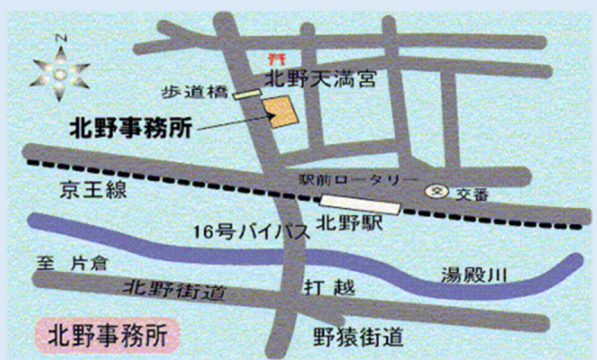 N
北野天満宮
歩道橋
北野事務所
駅前ロータリー
交
交番
京王線
北野駅
16号バイパス
至 片倉
湯殿川
北野街道
打越
北野事務所
野猿街道